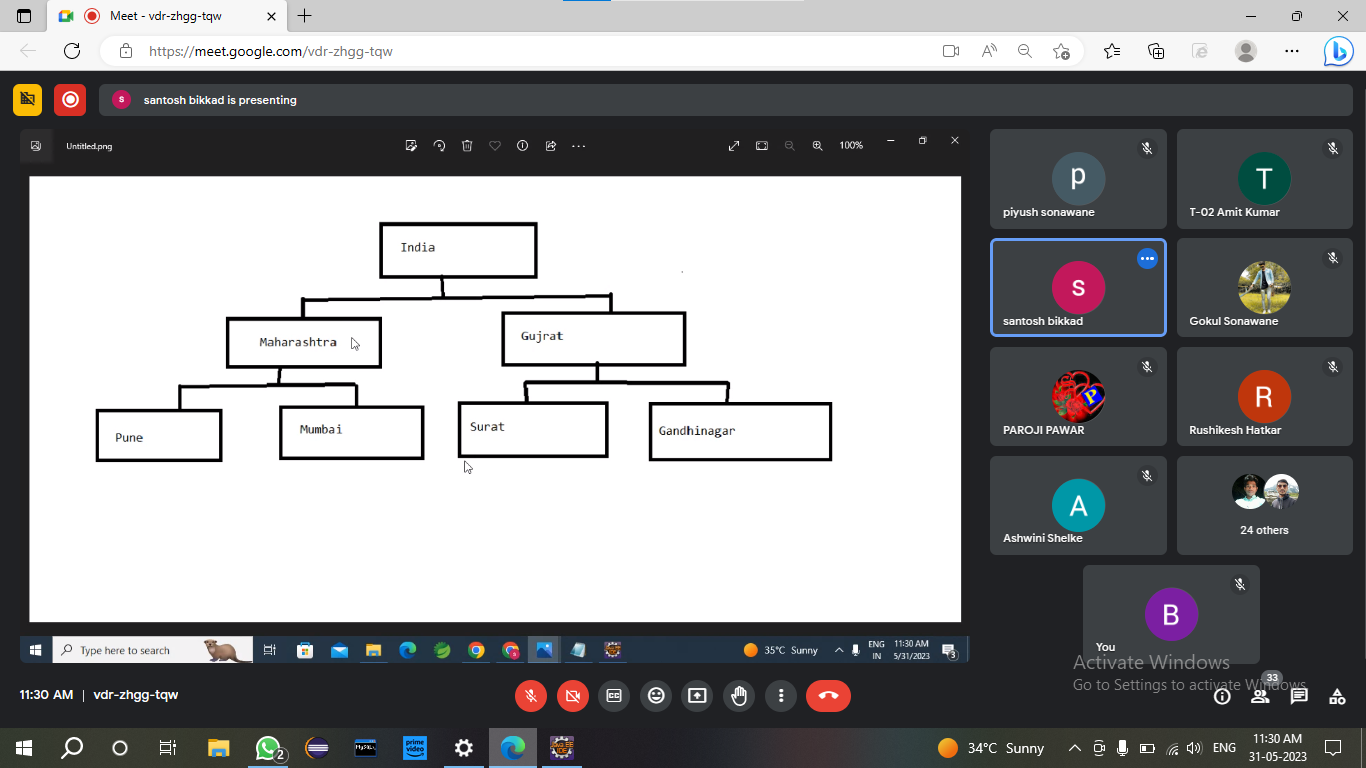 Meet - vdr-zhgg-tqw
https://meet.google.com/vdr-zhgg-tqw
S
santosh bikkad is presenting
Untitled.png
100%
India
Maharashtra
Gujrat
Pune
Mumbai
Surat
Gandhinagar
Type here to search
35°C Sunny
ENG
IN
11:30 AM
5/31/2023
3
p
piyush sonawane
T
T-02 Amit Kumar
s
santosh bikkad
Gokul Sonawane
P
PAROJI PAWAR
R
Rushikesh Hatkar
A
Ashwini Shelke
24 others
B
You
Activate Windows
Go to Settings to activate Windows.
11:30 AM | vdr-zhgg-tqw
33
2
MySQL
prime video
34°C Sunny
ENG
11:30 AM
31-05-2023